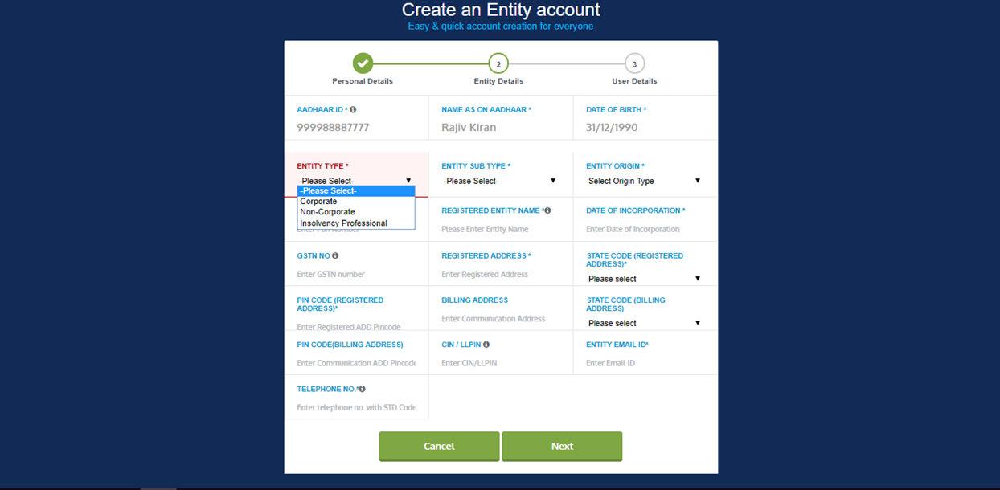 Create an Entity account
Easy & quick account creation for everyone
2
3
Personal Details
Entity Details
User Details
AADHAAR ID *
NAME AS ON AADHAAR *
DATE OF BIRTH *
999988887777
Rajiv Kiran
31/12/1990
ENTITY TYPE *
ENTITY SUB TYPE *
ENTITY ORIGIN *
-Please Select-
-Please Select-
Select Origin Type
-Please Select-
Corporate
Non-Corporate
Insolvency Professional
REGISTERED ENTITY NAME *
DATE OF INCORPORATION *
Enter Pan Number
Please Enter Entity Name
Enter Date of Incorporation
GSTN NO
REGISTERED ADDRESS *
STATE CODE (REGISTERED
ADDRESS)*
Enter GSTN number
Enter Registered Address
Please select
PIN CODE (REGISTERED
ADDRESS)*
BILLING ADDRESS
STATE CODE (BILLING
ADDRESS)
Enter Registered ADD Pincode
Enter Communication Address
Please select
PIN CODE(BILLING ADDRESS)
CIN / LLPIN
ENTITY EMAIL ID*
Enter Communication ADD Pincode
Enter CIN/LLPIN
Enter Email ID
TELEPHONE NO.*
Enter telephone no. with STD Code
Cancel
Next